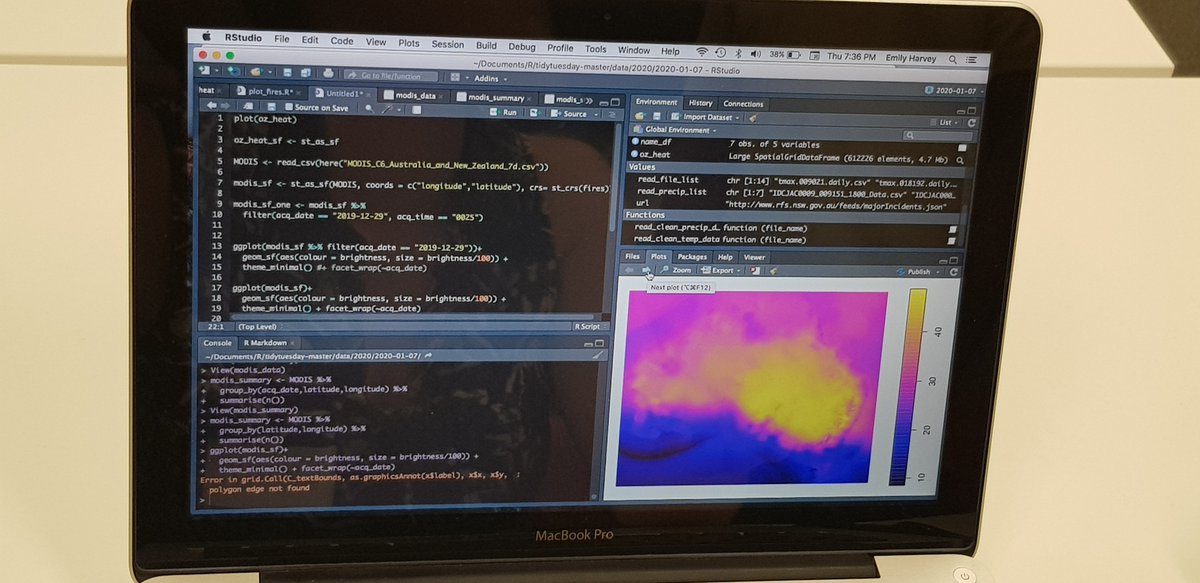 RStudio File Edit Code View Plots Session Build Debug Profile Tools Window Help 38% Thu 7:36 PM Emily Harvey
~/Documents/R/tidytuesday-master/data/2020/2020-01-07 - RStudio
Go to file/function Addins 2020-01-07
heat plot_fires.R* Untitled1* modis_data modis_summary modis_s
Source on Save Run Source
1 plot(oz_heat)
2
3 oz_heat_sf <- st_as_sf
4
5 MODIS <- read_csv(here("MODIS_C6_Australia_and_New_Zealand_7d.csv"))
6
7 modis_sf <- st_as_sf(MODIS, coords = c("longitude","latitude"), crs= st_crs(fires)
8
9 modis_sf_one <- modis_sf %>%
10 filter(acq_date == "2019-12-29", acq_time == "0025")
11
12
13 ggplot(modis_sf %>% filter(acq_date == "2019-12-29"))+
14 geom_sf(aes(colour = brightness, size = brightness/100)) +
15 theme_minimal() #+ facet_wrap(~acq_date)
16
17 ggplot(modis_sf)+
18 geom_sf(aes(colour = brightness, size = brightness/100)) +
19 theme_minimal() + facet_wrap(~acq_date)
20
22:1 (Top Level) R Script
Console R Markdown
~/Documents/R/tidytuesday-master/data/2020/2020-01-07/
> View(modis_data)
> modis_summary <- MODIS %>%
+ group_by(acq_date,latitude,longitude) %>%
+ summarise(n())
> View(modis_summary)
> modis_summary <- MODIS %>%
+ group_by(latitude,longitude) %>%
+ summarise(n())
> ggplot(modis_sf)+
+ geom_sf(aes(colour = brightness, size = brightness/100)) +
+ theme_minimal() + facet_wrap(~acq_date)
Error in grid.Call(C_textBounds, as.graphicsAnnot(x$label), x$x, x$y, :
polygon edge not found
>
Environment History Connections
Import Dataset List
Global Environment
name_df 7 obs. of 5 variables
oz_heat Large SpatialGridDataFrame (612226 elements, 4.7 Mb)
Values
read_file_list chr [1:14] "tmax.009021.daily.csv" "tmax.018192.daily...
read_precip_list chr [1:7] "IDCJAC0009_009151_1800_Data.csv" "IDCJAC000...
url "http://www.rfs.nsw.gov.au/feeds/majorIncidents.json"
Functions
read_clean_precip_d… function (file_name)
read_clean_temp_data function (file_name)
Files Plots Packages Help Viewer
Zoom Export Publish
Next plot (⌥⌘F12)
40
30
20
10
MacBook Pro